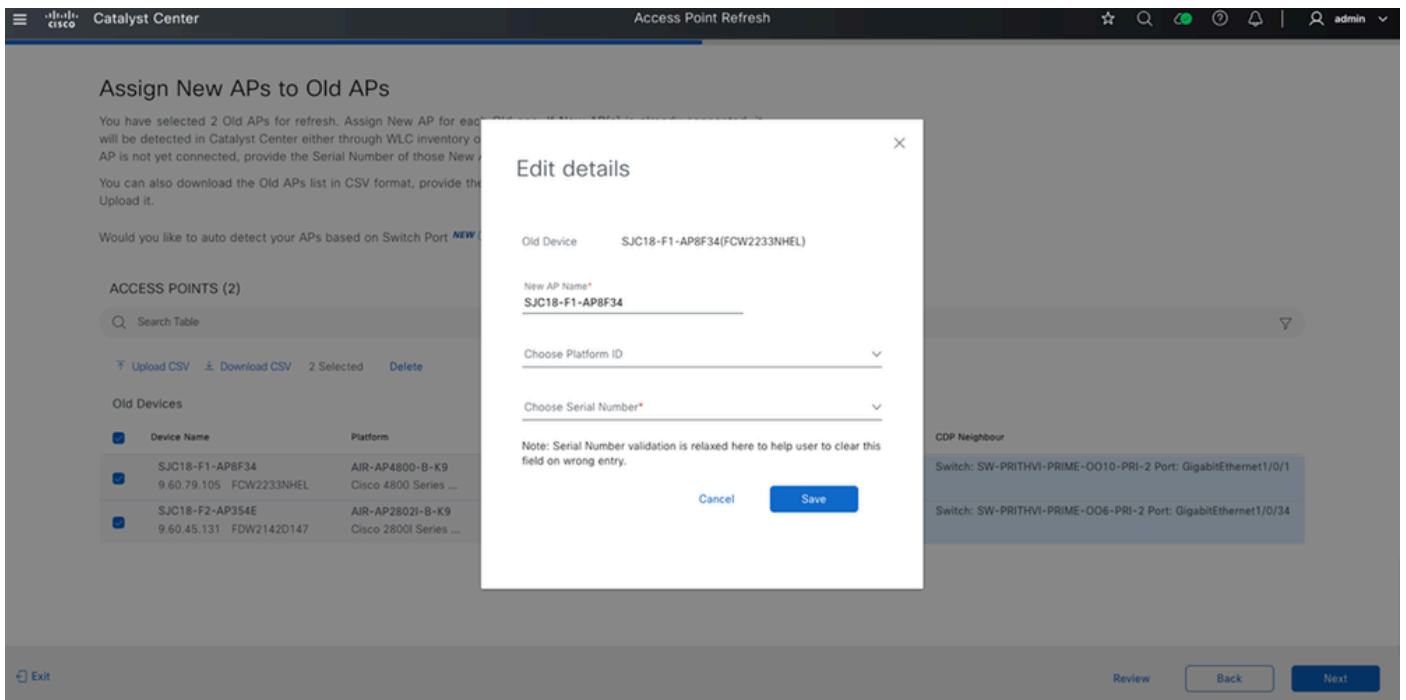 CISCO Catalyst Center
Access Point Refresh
admin
Assign New APs to Old APs
You have selected 2 Old APs for refresh. Assign New AP for each
will be detected in Catalyst Center either through WLC inventory o
AP is not yet connected, provide the Serial Number of those New
You can also download the Old APs list in CSV format, provide the
Upload it.
Would you like to auto detect your APs based on Switch Port NEW
ACCESS POINTS (2)
Search Table
Upload CSV Download CSV 2 Selected Delete
Old Devices
Device Name Platform CDP Neighbour
SJC18-F1-AP8F34 AIR-AP4800-B-K9 Switch: SW-PRITHVI-PRIME-OO10-PRI-2 Port: GigabitEthernet1/0/1
9.60.79.105 FCW2233NHEL Cisco 4800 Series ...
SJC18-F2-AP354E AIR-AP2802I-B-K9 Switch: SW-PRITHVI-PRIME-OO6-PRI-2 Port: GigabitEthernet1/0/34
9.60.45.131 FDW2142D147 Cisco 2800I Series ...
Edit details
Old Device SJC18-F1-AP8F34(FCW2233NHEL)
New AP Name*
SJC18-F1-AP8F34
Choose Platform ID
Choose Serial Number*
Note: Serial Number validation is relaxed here to help user to clear this
field on wrong entry.
Cancel Save
Exit
Review Back Next